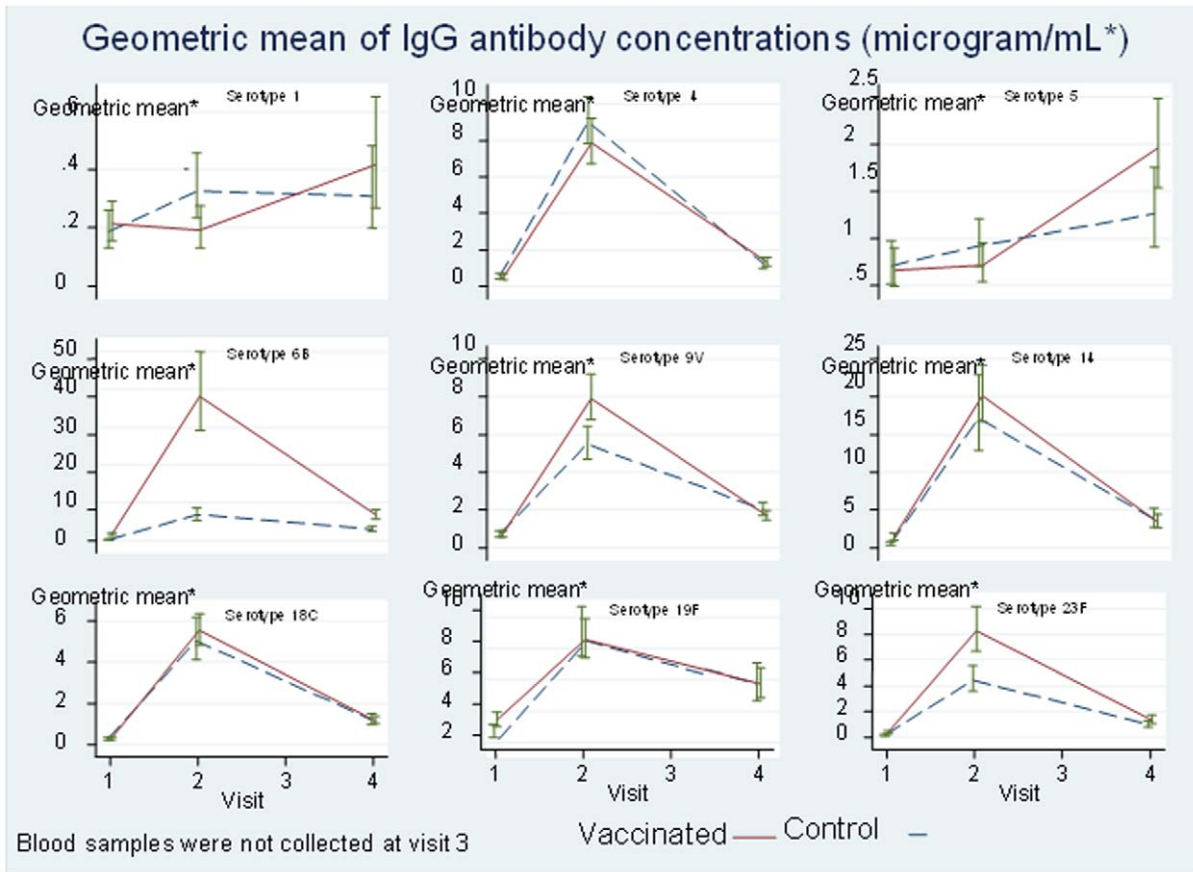 Geometric mean of IgG antibody concentrations (microgram/mL*)
Geometric mean*
Serotype 1
.6
.4
.2
0
Geometric mean*
Serotype 4
10
8
6
4
2
0
Geometric mean*
Serotype 5
2.5
2
1.5
1
.5
Geometric mean*
Serotype 6B
50
40
30
20
10
0
Geometric mean*
Serotype 9V
10
8
6
4
2
0
Geometric mean*
Serotype 14
25
20
15
10
5
0
Geometric mean*
Serotype 18C
6
4
2
0
1 2 3 4
Visit
Geometric mean*
Serotype 19F
10
8
6
4
2
1 2 3 4
Visit
Geometric mean*
Serotype 23F
10
8
6
4
2
0
1 2 3 4
Visit
Blood samples were not collected at visit 3
Vaccinated Control